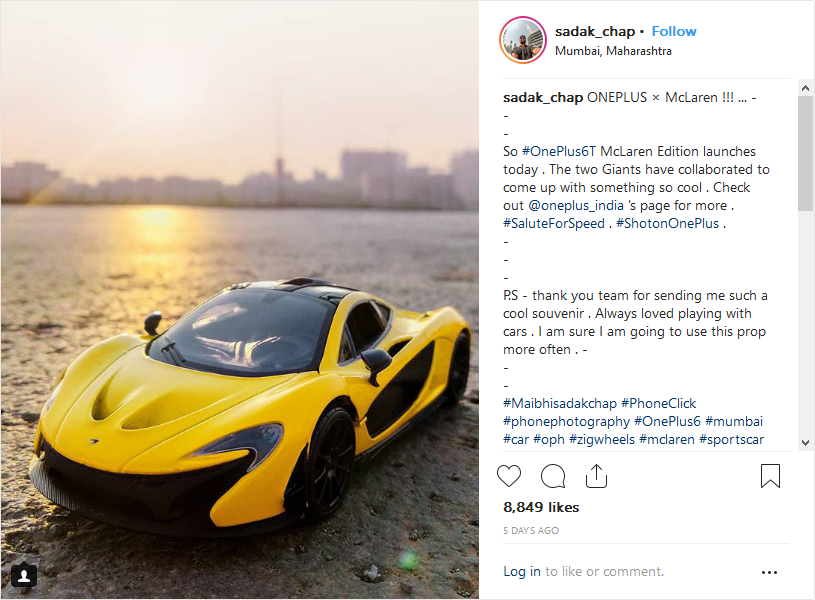 sadak_chap • Follow
Mumbai, Maharashtra
sadak_chap ONEPLUS × McLaren !!! ... -
-
-
So #OnePlus6T McLaren Edition launches
today . The two Giants have collaborated to
come up with something so cool . Check
out @oneplus_india 's page for more .
#SaluteForSpeed . #ShotonOnePlus .
-
-
-
P.S - thank you team for sending me such a
cool souvenir . Always loved playing with
cars . I am sure I am going to use this prop
more often . -
-
-
#Maibhisadakchap #PhoneClick
#phonephotography #OnePlus6 #mumbai
#car #oph #zigwheels #mclaren #sportscar
8,849 likes
5 DAYS AGO
Log in to like or comment.